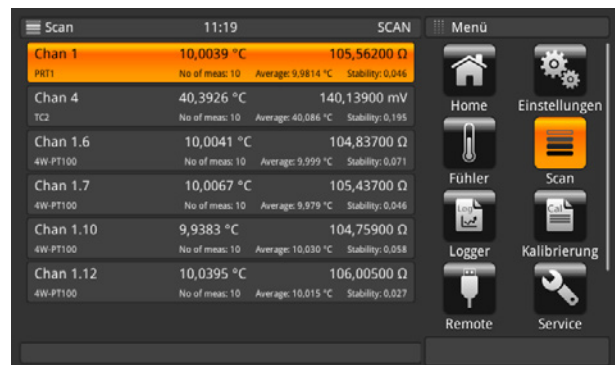 Scan 11:19 SCAN
Chan 1 10,0039 °C 105,56200 Ω
PRT1 No of meas: 10 Average: 9,9814 °C Stability: 0,046
Chan 4 40,3926 °C 140,13900 mV
TC2 No of meas: 10 Average: 40,086 °C Stability: 0,195
Chan 1.6 10,0041 °C 104,83700 Ω
4W-PT100 No of meas: 10 Average: 9,999 °C Stability: 0,071
Chan 1.7 10,0067 °C 105,43700 Ω
4W-PT100 No of meas: 10 Average: 9,979 °C Stability: 0,046
Chan 1.10 9,9383 °C 104,75900 Ω
4W-PT100 No of meas: 10 Average: 10,030 °C Stability: 0,058
Chan 1.12 10,0395 °C 106,00500 Ω
4W-PT100 No of meas: 10 Average: 10,015 °C Stability: 0,027
Menü
Home Einstellungen
Fühler Scan
Log Cal
Logger Kalibrierung
Remote Service